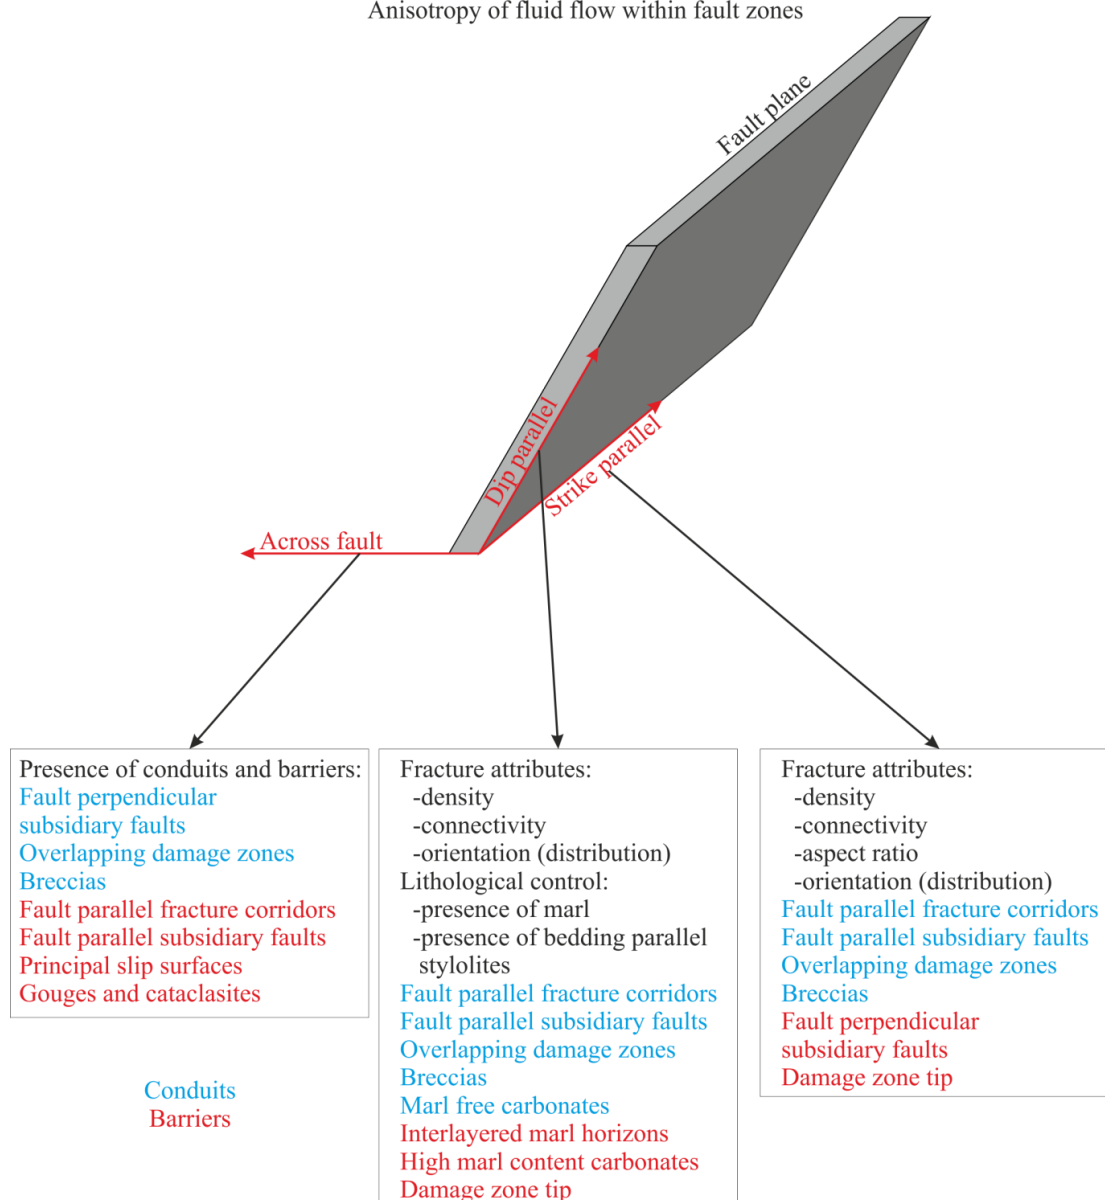 Anisotropy of fluid flow within fault zones
Fault plane
Dip parallel
Strike parallel
Across fault
Presence of conduits and barriers:
Fault perpendicular
subsidiary faults
Overlapping damage zones
Breccias
Fault parallel fracture corridors
Fault parallel subsidiary faults
Principal slip surfaces
Gouges and cataclasites
Conduits
Barriers
Fracture attributes:
-density
-connectivity
-orientation (distribution)
Lithological control:
-presence of marl
-presence of bedding parallel
stylolites
Fault parallel fracture corridors
Fault parallel subsidiary faults
Overlapping damage zones
Breccias
Marl free carbonates
Interlayered marl horizons
High marl content carbonates
Damage zone tip
Fracture attributes:
-density
-connectivity
-aspect ratio
-orientation (distribution)
Fault parallel fracture corridors
Fault parallel subsidiary faults
Overlapping damage zones
Breccias
Fault perpendicular
subsidiary faults
Damage zone tip